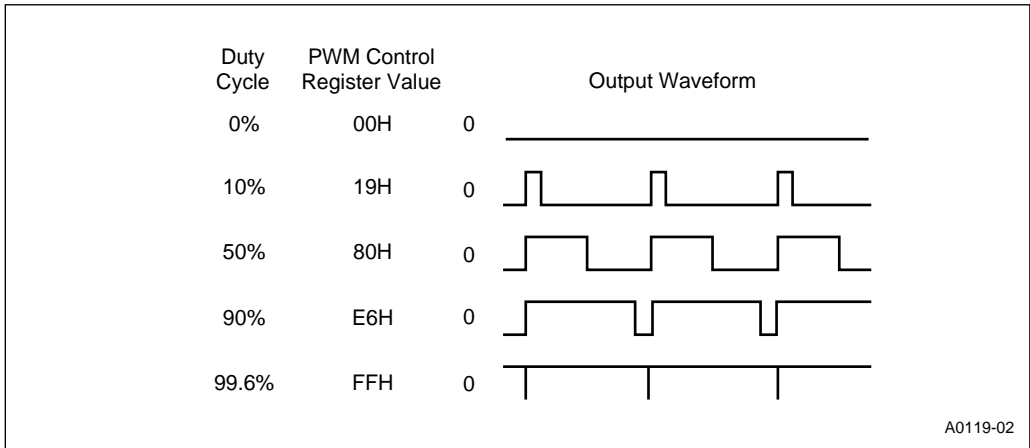 Duty Cycle PWM Control Register Value Output Waveform
0% 00H 0
10% 19H 0
50% 80H 0
90% E6H 0
99.6% FFH 0
A0119-02